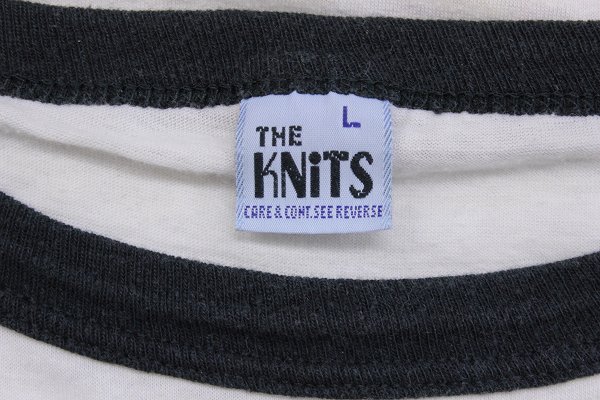 L
THE
KNiTS
CARE & CONT. SEE REVERSE